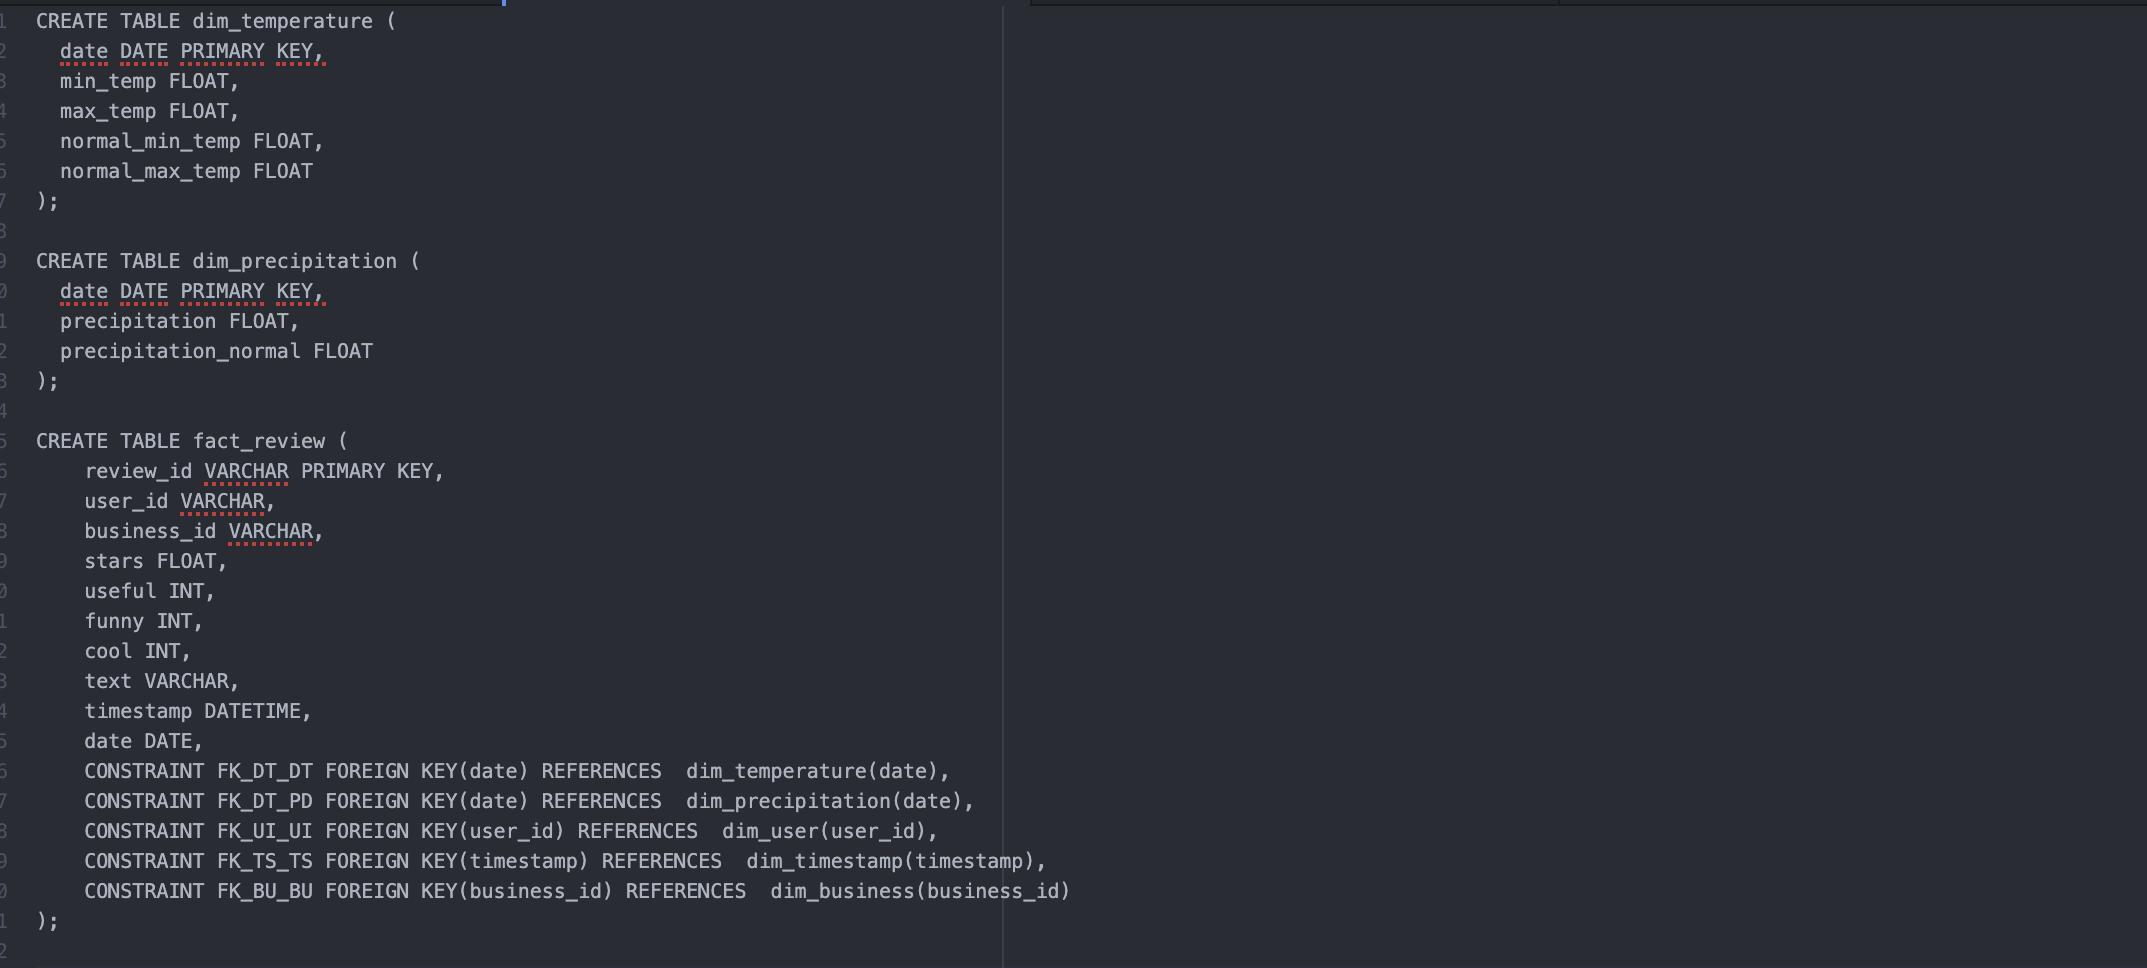 1 CREATE TABLE dim_temperature (
2 date DATE PRIMARY KEY,
3 min_temp FLOAT,
4 max_temp FLOAT,
5 normal_min_temp FLOAT,
6 normal_max_temp FLOAT
7 );
8
9 CREATE TABLE dim_precipitation (
0 date DATE PRIMARY KEY,
1 precipitation FLOAT,
2 precipitation_normal FLOAT
3 );
4
5 CREATE TABLE fact_review (
6 review_id VARCHAR PRIMARY KEY,
7 user_id VARCHAR,
8 business_id VARCHAR,
9 stars FLOAT,
0 useful INT,
1 funny INT,
2 cool INT,
3 text VARCHAR,
4 timestamp DATETIME,
5 date DATE,
6 CONSTRAINT FK_DT_DT FOREIGN KEY(date) REFERENCES  dim_temperature(date),
7 CONSTRAINT FK_DT_PD FOREIGN KEY(date) REFERENCES  dim_precipitation(date),
8 CONSTRAINT FK_UI_UI FOREIGN KEY(user_id) REFERENCES  dim_user(user_id),
9 CONSTRAINT FK_TS_TS FOREIGN KEY(timestamp) REFERENCES  dim_timestamp(timestamp),
0 CONSTRAINT FK_BU_BU FOREIGN KEY(business_id) REFERENCES  dim_business(business_id)
1 );
2